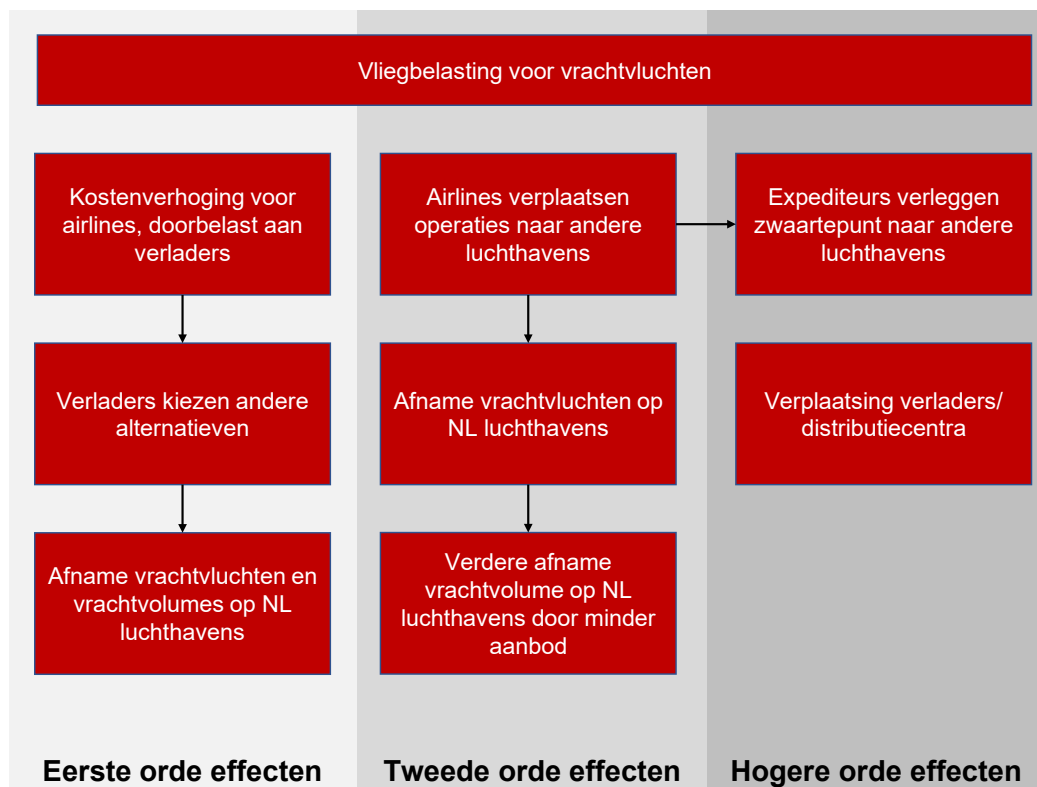 Vliegbelasting voor vrachtvluchten
Kostenverhoging voor
airlines, doorbelast aan
verladers
Airlines verplaatsen
operaties naar andere
luchthavens
Expediteurs verleggen
zwaartepunt naar andere
luchthavens
Verladers kiezen andere
alternatieven
Afname vrachtvluchten op
NL luchthavens
Verplaatsing verladers/
distributiecentra
Afname vrachtvluchten en
vrachtvolumes op NL
luchthavens
Verdere afname
vrachtvolume op NL
luchthavens door minder
aanbod
Eerste orde effecten
Tweede orde effecten
Hogere orde effecten